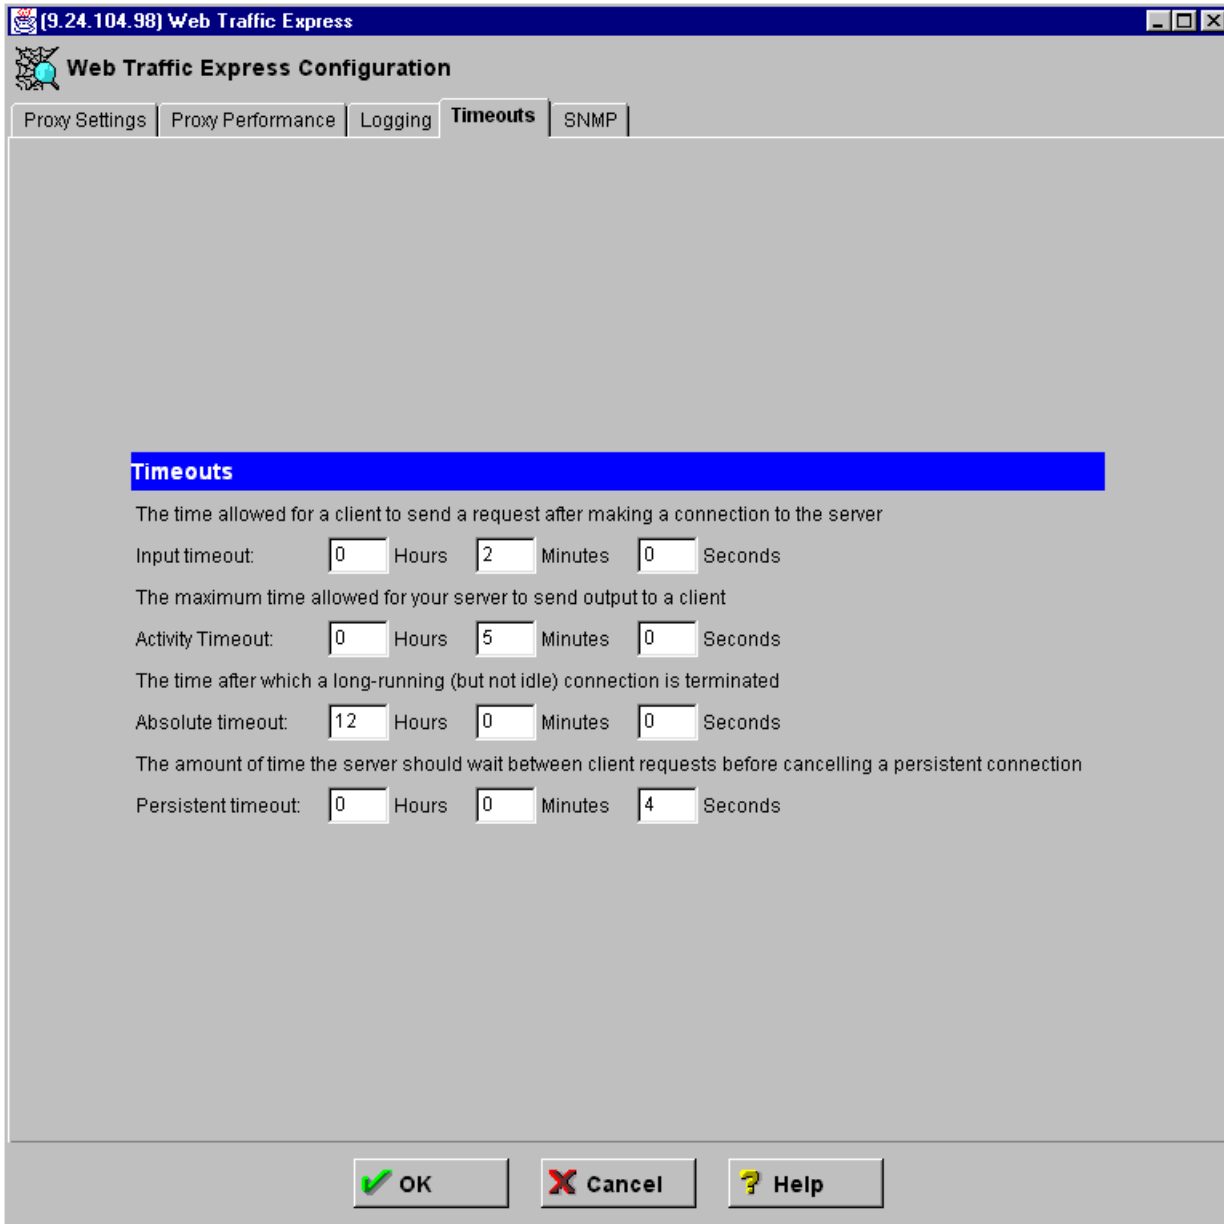 (9.24.104.98) Web Traffic Express
Web Traffic Express Configuration
Proxy Settings Proxy Performance Logging Timeouts SNMP
Timeouts
The time allowed for a client to send a request after making a connection to the server
Input timeout: 0 Hours 2 Minutes 0 Seconds
The maximum time allowed for your server to send output to a client
Activity Timeout: 0 Hours 5 Minutes 0 Seconds
The time after which a long-running (but not idle) connection is terminated
Absolute timeout: 12 Hours 0 Minutes 0 Seconds
The amount of time the server should wait between client requests before cancelling a persistent connection
Persistent timeout: 0 Hours 0 Minutes 4 Seconds
OK Cancel ? Help